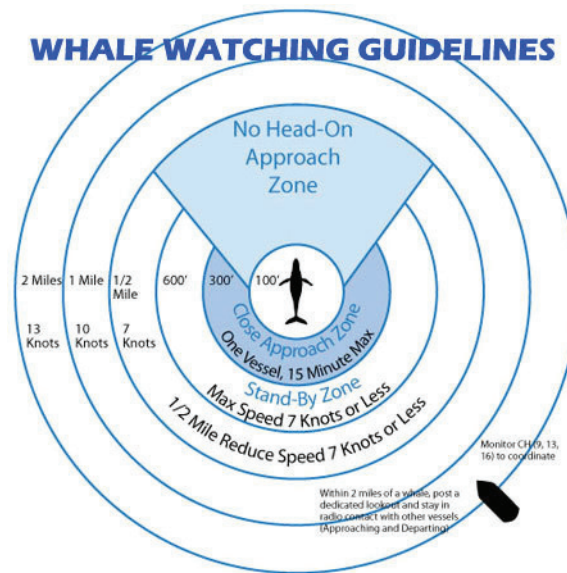 WHALE WATCHING GUIDELINES
No Head-On
Approach
Zone
2 Miles
1 Mile
1/2
Mile
600'
300'
100'
13
Knots
10
Knots
7
Knots
Close Approach Zone
One Vessel, 15 Minute Max
Stand-By Zone
Max Speed 7 Knots or Less
1/2 Mile Reduce Speed 7 Knots or Less
Monitor CH (9, 13,
16) to coordinate
Within 2 miles of a whale, post a
dedicated lookout and stay in
radio contact with other vessels.
(Approaching and Departing)